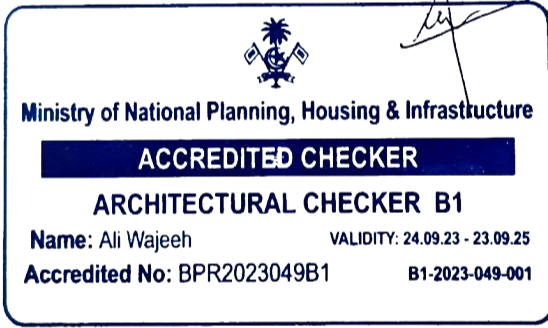 Ministry of National Planning, Housing & Infrastructure
ACCREDITED CHECKER
ARCHITECTURAL CHECKER B1
Name: Ali Wajeeh VALIDITY: 24.09.23 - 23.09.25
Accredited No: BPR2023049B1 B1-2023-049-001